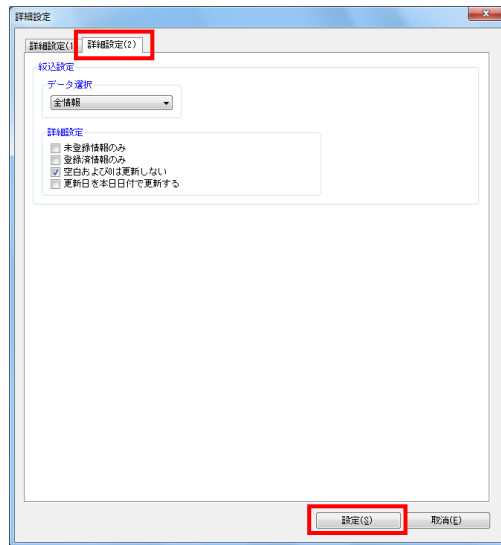 詳細設定
詳細設定(1
詳細設定(2)
絞込設定
データ選択
全情報
詳細設定
未登録情報のみ
登録済情報のみ
空白および0は更新しない
更新日を本日日付で更新する
設定(S)
取消(E)